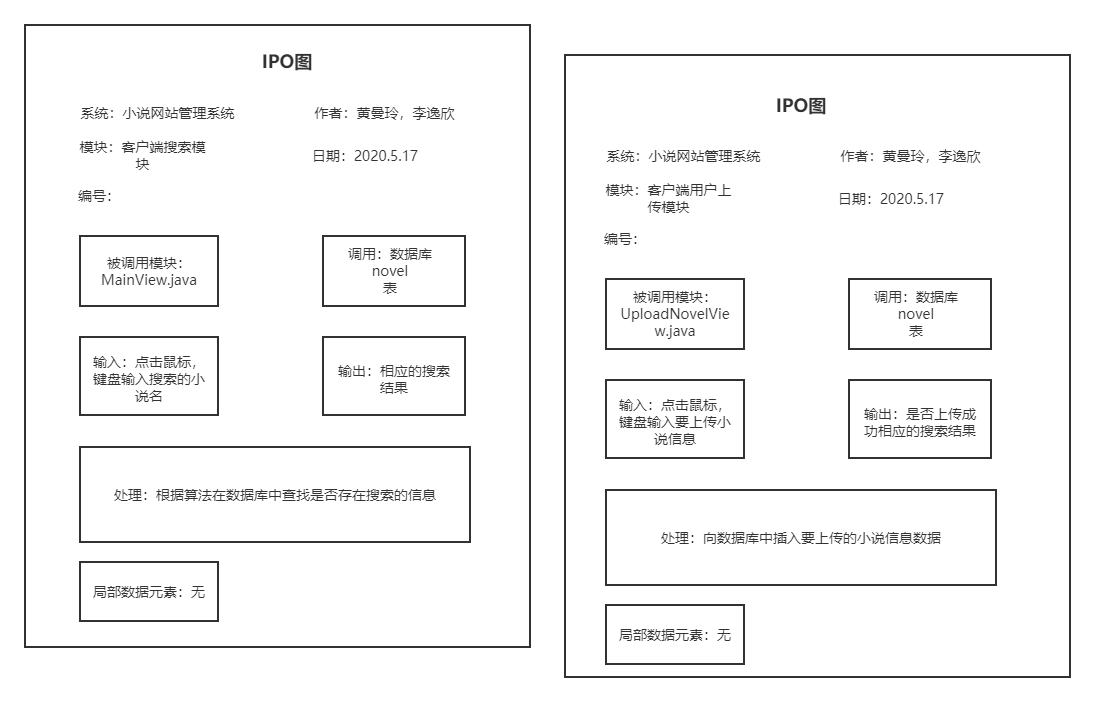 IPO图
系统：小说网站管理系统
作者：黄曼玲，李逸欣
模块：客户端搜索模
块
日期：2020.5.17
编号：
被调用模块：
MainView.java
调用：数据库
novel
表
输入：点击鼠标，
键盘输入搜索的小
说名
输出：相应的搜索
结果
处理：根据算法在数据库中查找是否存在搜索的信息
局部数据元素：无
IPO图
系统：小说网站管理系统
作者：黄曼玲，李逸欣
模块：客户端用户上
传模块
日期：2020.5.17
编号：
被调用模块：
UploadNovelVie
w.java
调用：数据库
novel
表
输入：点击鼠标，
键盘输入要上传小
说信息
输出：是否上传成
功相应的搜索结果
处理：向数据库中插入要上传的小说信息数据
局部数据元素：无